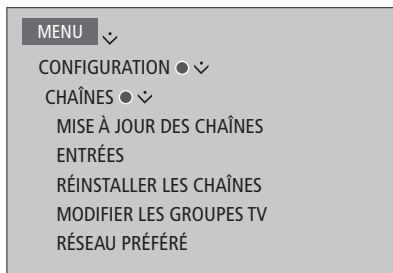 MENU
CONFIGURATION
CHAÎNES
MISE À JOUR DES CHAÎNES
ENTRÉES
RÉINSTALLER LES CHAÎNES
MODIFIER LES GROUPES TV
RÉSEAU PRÉFÉRÉ